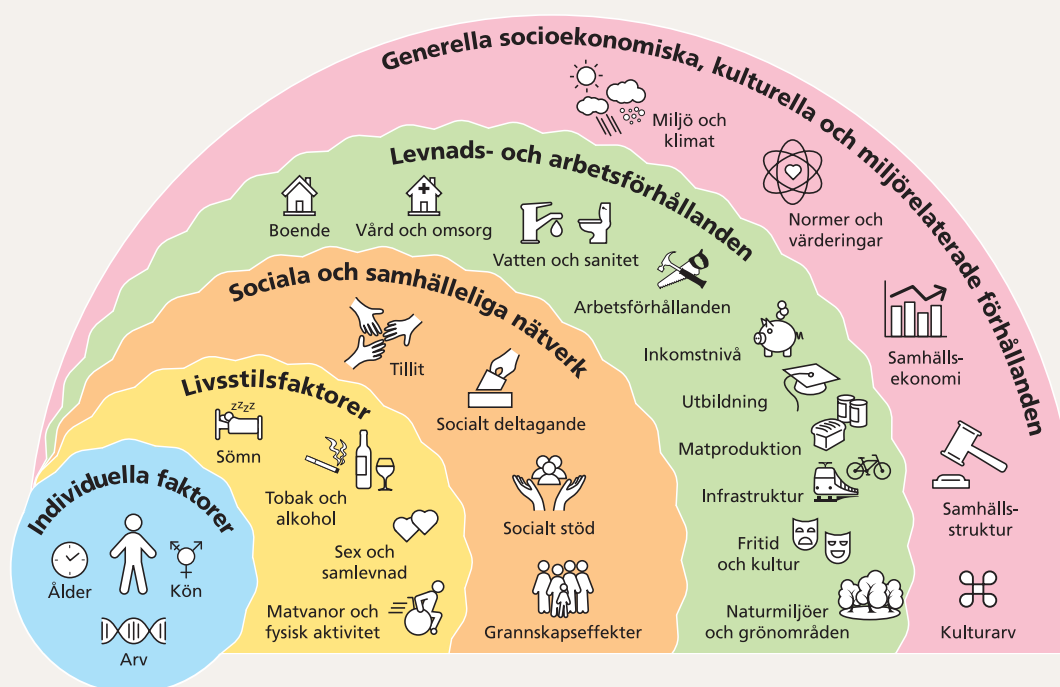 Generella socioekonomiska, kulturella och miljörelaterade förhållanden
Miljö och
klimat
Normer och
värderingar
Samhälls-
ekonomi
Samhälls-
struktur
Kulturarv
Levnads- och arbetsförhållanden
Boende
Vård och omsorg
Vatten och sanitet
Arbetsförhållanden
Inkomstnivå
Utbildning
Matproduktion
Infrastruktur
Fritid
och kultur
Naturmiljöer
och grönområden
Sociala och samhälleliga nätverk
Tillit
Socialt deltagande
Socialt stöd
Grannskapseffekter
Livsstilsfaktorer
zzzz
Sömn
Tobak och
alkohol
Sex och
samlevnad
Matvanor och
fysisk aktivitet
Individuella faktorer
Ålder
Kön
Arv